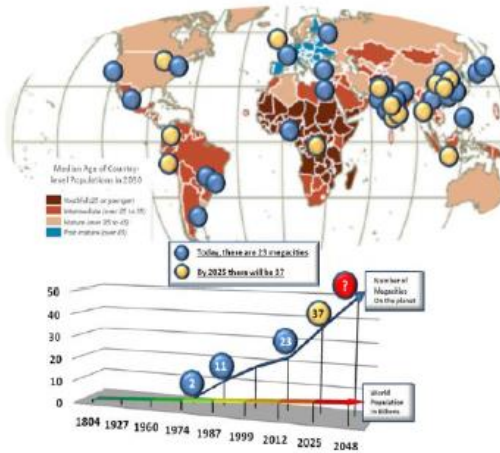 Median Age of Country-
level Populations in 2030
Youthful (25 or younger)
Intermediate (over 25 to 35)
Mature (over 35 to 45)
Post-mature (over 45)
Today, there are 23 megacities
By 2025 there will be 37
Number of
Megacities
On the planet
?
50
40
37
30
23
20
11
10
2
0
World
Population
in Billions
1804 1927 1960 1974 1987 1999 2012 2025 2048